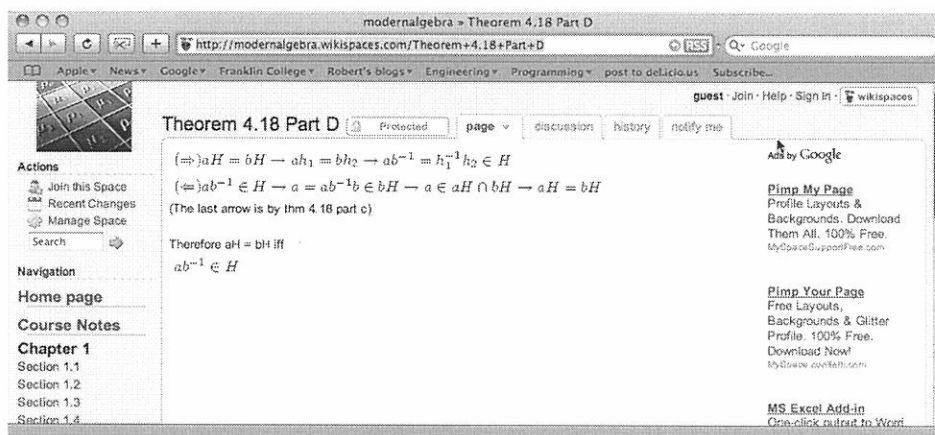 modernalgebra » Theorem 4.18 Part D
http://modernalgebra.wikispaces.com/Theorem+4.18+Part+D
RSS
Q Google
Apple News Google Franklin College Robert's blogs Engineering Programming post to del.icio.us Subscribe...
guest · Join · Help · Sign In · wikispaces
Theorem 4.18 Part D Protected page discussion history notify me
(⇒)aH = bH → ah₁ = bh₂ → ab⁻¹ = h₁⁻¹h₂ ∈ H
(⇐)ab⁻¹ ∈ H → a = ab⁻¹b ∈ bH → a ∈ aH ∩ bH → aH = bH
(The last arrow is by thm 4.18 part c)
Therefore aH = bH iff
ab⁻¹ ∈ H
Actions
Join this Space
Recent Changes
Manage Space
Search
Navigation
Home page
Course Notes
Chapter 1
Section 1.1
Section 1.2
Section 1.3
Section 1.4
Ads by Google
Pimp My Page
Profile Layouts &
Backgrounds. Download
Them All. 100% Free.
MySpaceSupportFree.com
Pimp Your Page
Free Layouts,
Backgrounds & Glitter
Profile. 100% Free.
Download Now!
MS Excel Add-in
One-click output to Word